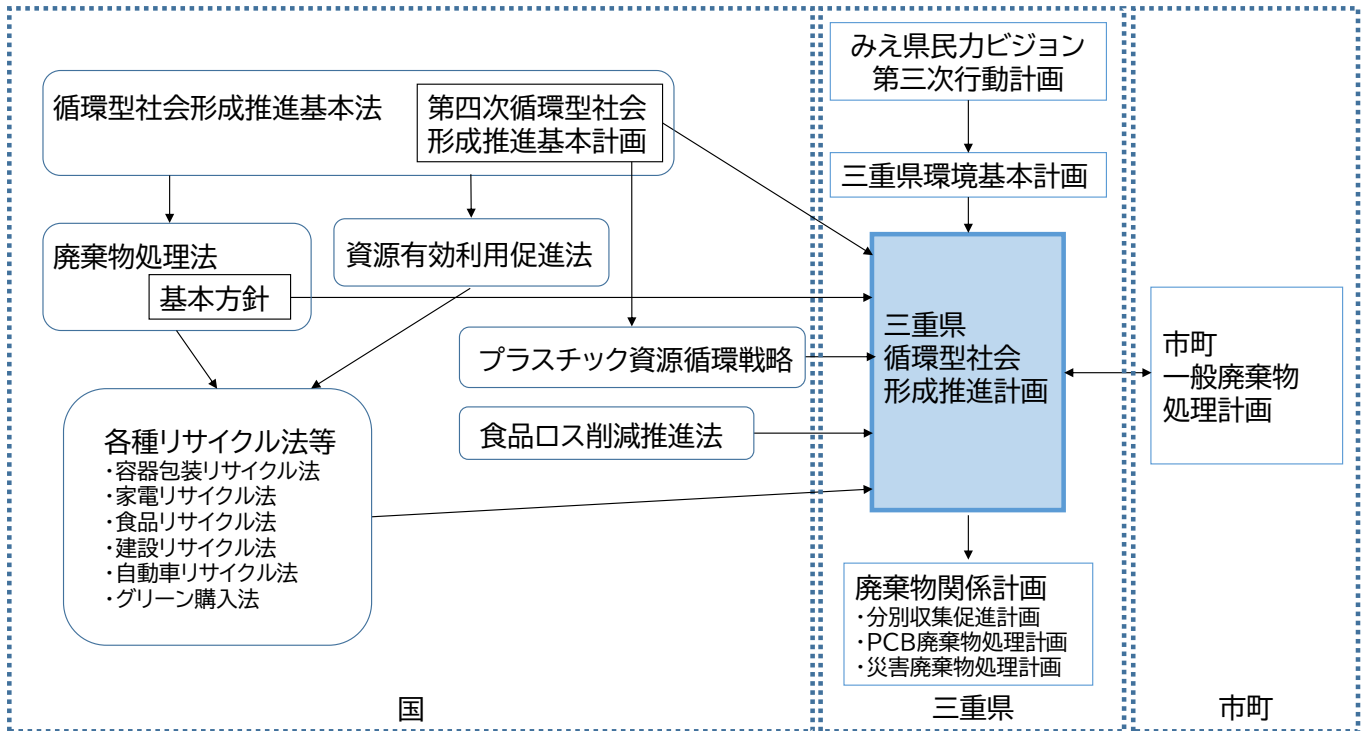 循環型社会形成推進基本法
第四次循環型社会
形成推進基本計画
廃棄物処理法
基本方針
資源有効利用促進法
プラスチック資源循環戦略
食品ロス削減推進法
各種リサイクル法等
・容器包装リサイクル法
・家電リサイクル法
・食品リサイクル法
・建設リサイクル法
・自動車リサイクル法
・グリーン購入法
国
みえ県民力ビジョン
第三次行動計画
三重県環境基本計画
三重県
循環型社会
形成推進計画
廃棄物関係計画
・分別収集促進計画
・PCB廃棄物処理計画
・災害廃棄物処理計画
三重県
市町
一般廃棄物
処理計画
市町